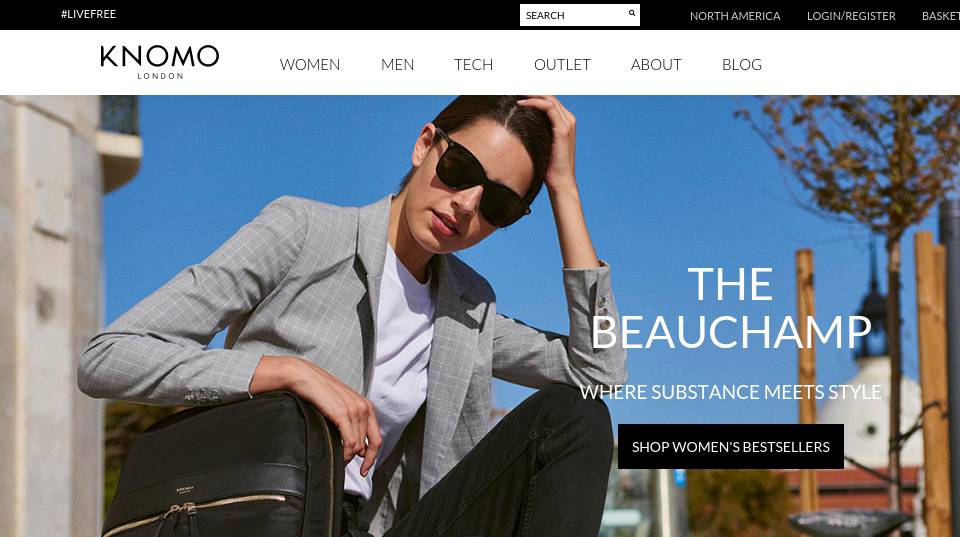 #LIVEFREE
SEARCH
NORTH AMERICA
LOGIN/REGISTER
BASKET
KNOMO
LONDON
WOMEN
MEN
TECH
OUTLET
ABOUT
BLOG
THE
BEAUCHAMP
WHERE SUBSTANCE MEETS STYLE
SHOP WOMEN'S BESTSELLERS
KNOMO